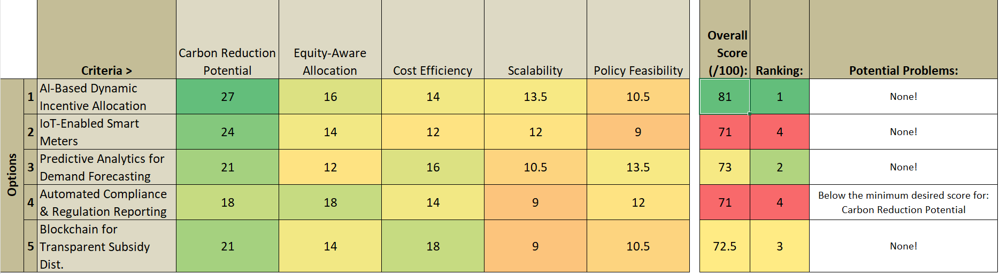 Criteria >
Carbon Reduction
Potential
Equity-Aware
Allocation
Cost Efficiency
Scalability
Policy Feasibility
Overall
Score
(/100):
Ranking:
Potential Problems:
Options
1
AI-Based Dynamic
Incentive Allocation
27
16
14
13.5
10.5
81
1
None!
2
IoT-Enabled Smart
Meters
24
14
12
12
9
71
4
None!
3
Predictive Analytics for
Demand Forecasting
21
12
16
10.5
13.5
73
2
None!
4
Automated Compliance
& Regulation Reporting
18
18
14
9
12
71
4
Below the minimum desired score for:
Carbon Reduction Potential
5
Blockchain for
Transparent Subsidy
Dist.
21
14
18
9
10.5
72.5
3
None!